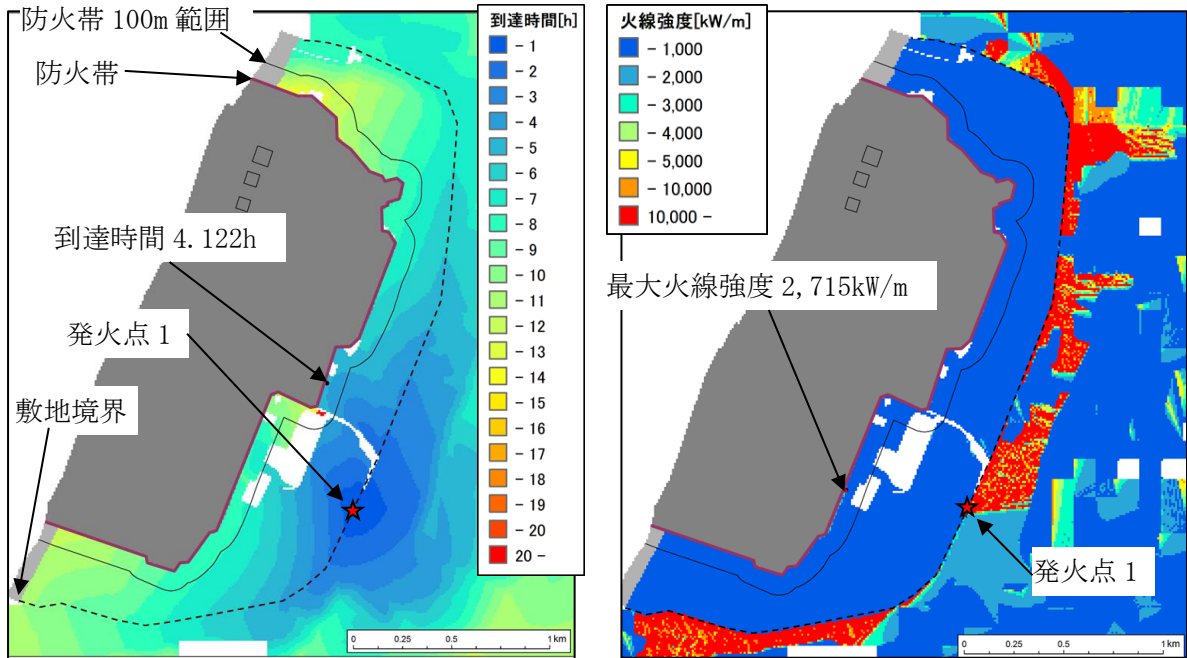 防火帯 100m 範囲
防火帯
到達時間 4.122h
発火点 1
敷地境界
到達時間[h]
- 1
- 2
- 3
- 4
- 5
- 6
- 7
- 8
- 9
- 10
- 11
- 12
- 13
- 14
- 15
- 16
- 17
- 18
- 19
- 20
20 -
0 0.25 0.5 1km
火線強度[kW/m]
- 1,000
- 2,000
- 3,000
- 4,000
- 5,000
- 10,000
10,000 -
最大火線強度 2,715kW/m
発火点 1
0 0.25 0.5 1km